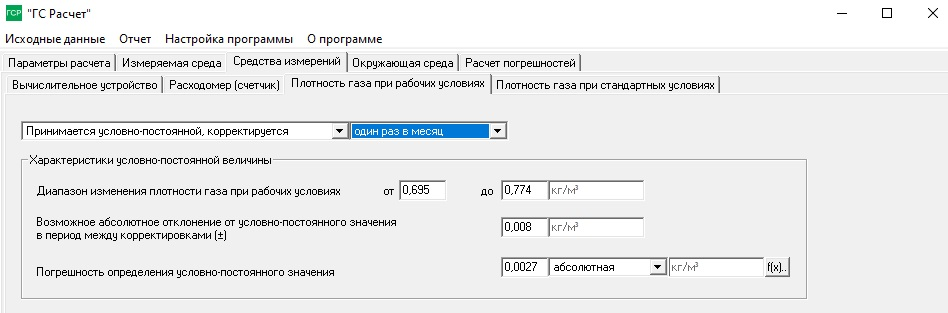 ГСР "ГС Расчет"
Исходные данные Отчет Настройка программы О программе
Параметры расчета Измеряемая среда Средства измерений Окружающая среда Расчет погрешностей
Вычислительное устройство Расходомер (счетчик) Плотность газа при рабочих условиях Плотность газа при стандартных условиях
Принимается условно-постоянной, корректируется один раз в месяц
Характеристики условно-постоянной величины
Диапазон изменения плотности газа при рабочих условиях от 0,695 до 0,774 кг/м³
Возможное абсолютное отклонение от условно-постоянного значения
в период между корректировками (±) 0,008 кг/м³
Погрешность определения условно-постоянного значения 0,0027 абсолютная кг/м³ f(x)..